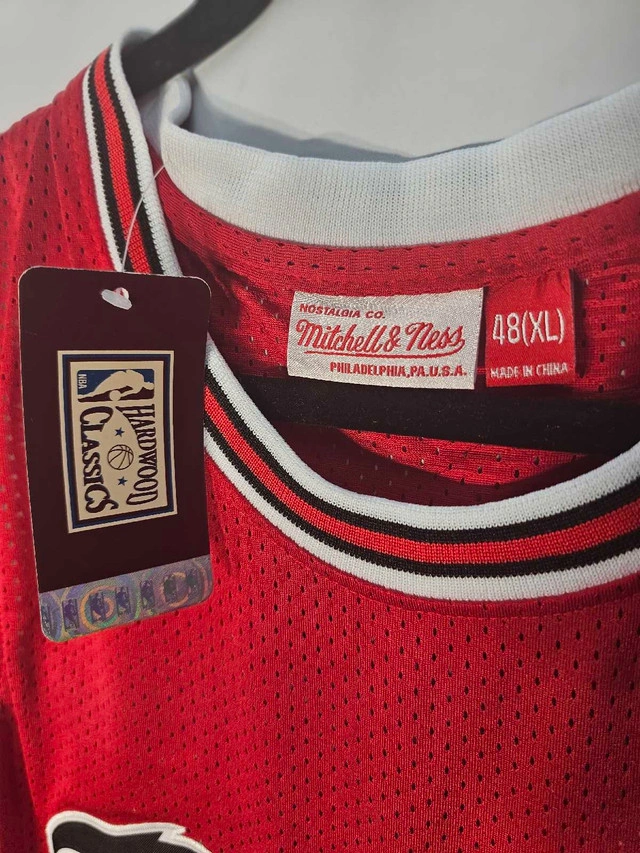 NOSTALGIA CO.
Mitchell & Ness
PHILADELPHIA, PA. U.S.A.
48(XL)
MADE IN CHINA
NBA
HARDWOOD
CLASSICS